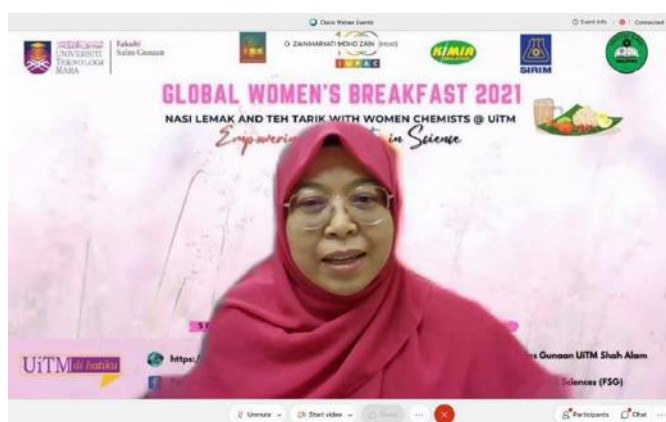 Cisco Webex Events
Event Info
Connected
UNIVERSITI
TEKNOLOGI
MARA
Fakulti
Sains Gunaan
ZAINIHARYATI MOHD ZAIN (Host)
IUPAC
KIMIA
SIRIM
GLOBAL WOMEN'S BREAKFAST 2021
NASI LEMAK AND TEH TARIK WITH WOMEN CHEMISTS @ UiTM
in Science
UiTM di hatiku
Gunaan UiTM Shah Alam
Sciences (FSG)
Unmute
Start video
Participants
Chat